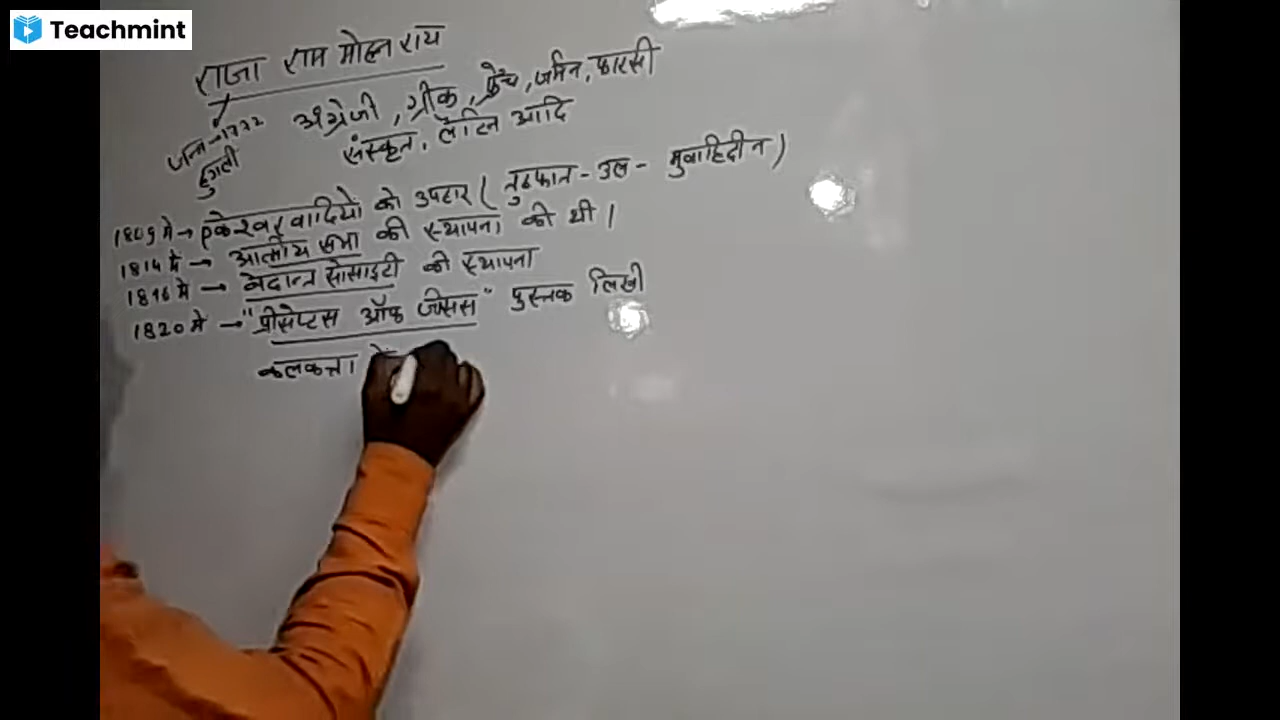 Teachmint
राजा राम मोहन राय
जन्म→1772
हुगली
अंग्रेजी, ग्रीक, फ्रेंच, जर्मन, फारसी
संस्कृत, लैटिन आदि
1809 में → एकेश्वरवादियों को उपहार ( तुहफात - उल - मुवाहिदीन )
1814 में → आत्मीय सभा की स्थापना की थी।
1816 में → वेदान्त सोसाइटी की स्थापना
1820 में → "प्रीसेप्टस ऑफ जीसस" पुस्तक लिखी
कलकत्ता में